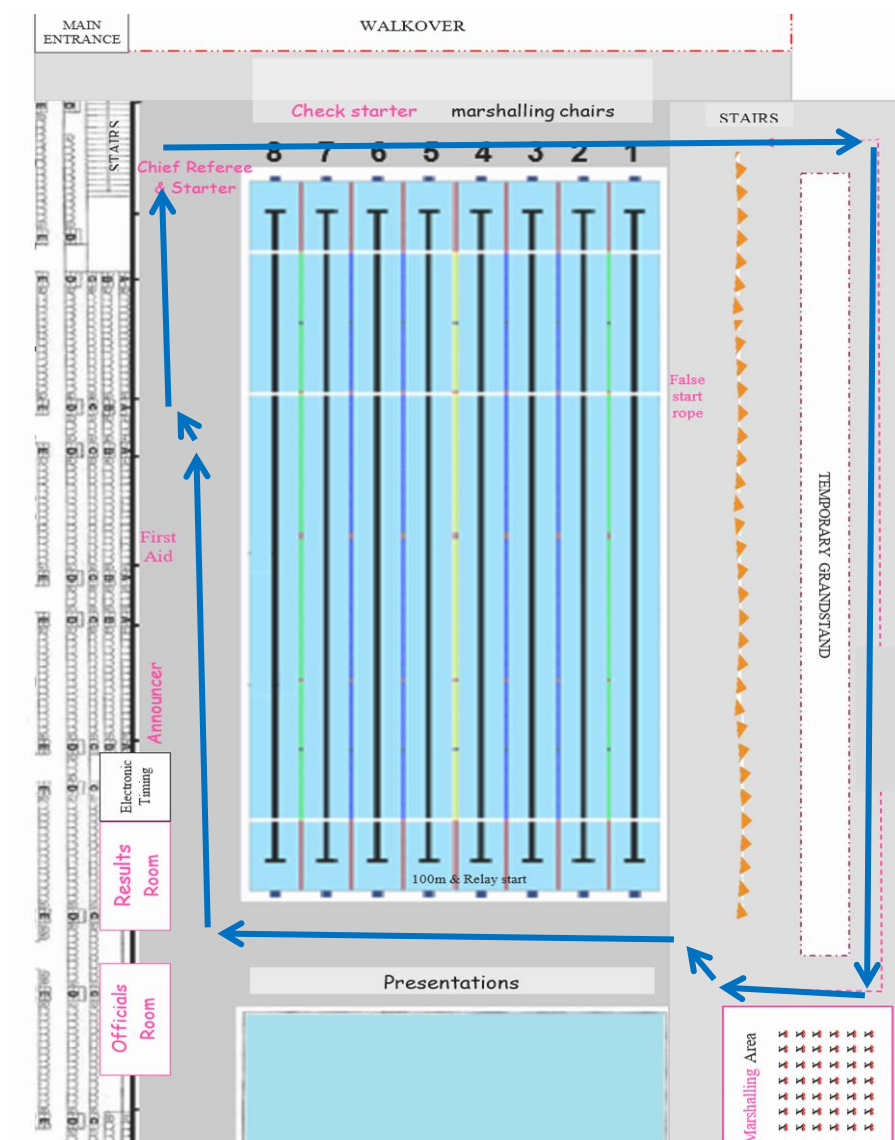 MAIN
ENTRANCE
WALKOVER
Check starter
marshalling chairs
STAIRS
STAIRS
Chief Referee
& Starter
8 7 6 5 4 3 2 1
False
start
rope
TEMPORARY GRANDSTAND
First
Aid
Announcer
Electronic
Timing
Results
Room
100m & Relay start
Officials
Room
Presentations
Marshalling Area